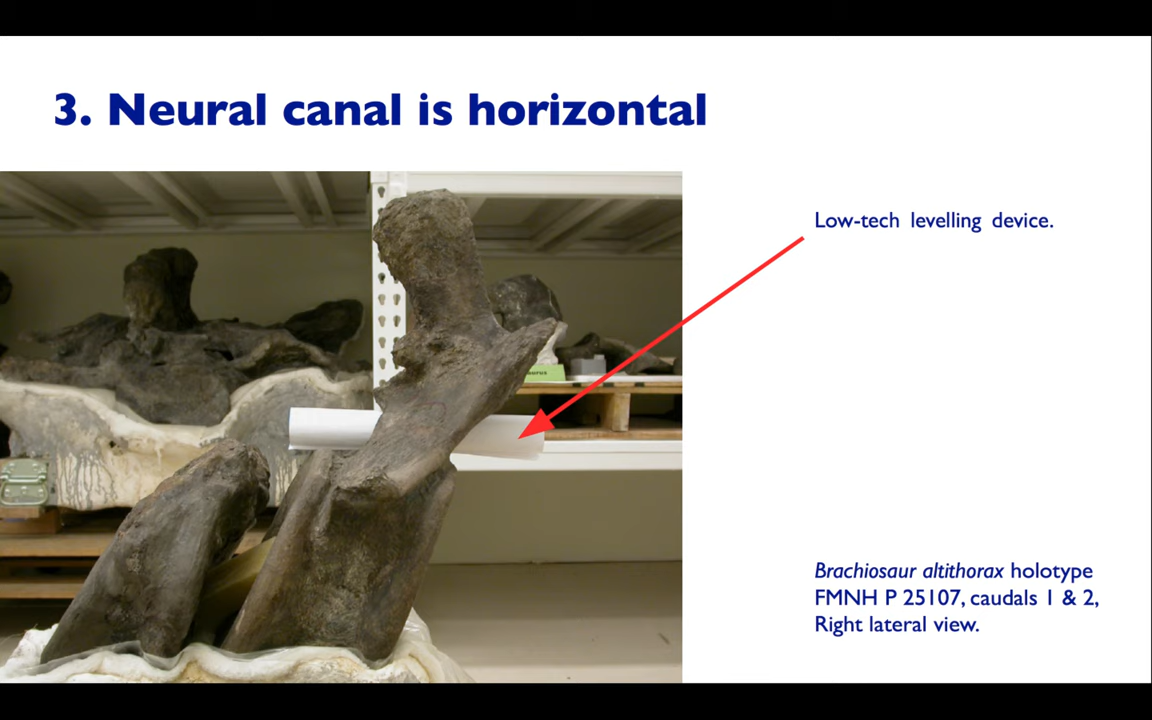 3. Neural canal is horizontal
Low-tech levelling device.
Brachiosaur altithorax holotype
FMNH P 25107, caudals 1 & 2,
Right lateral view.